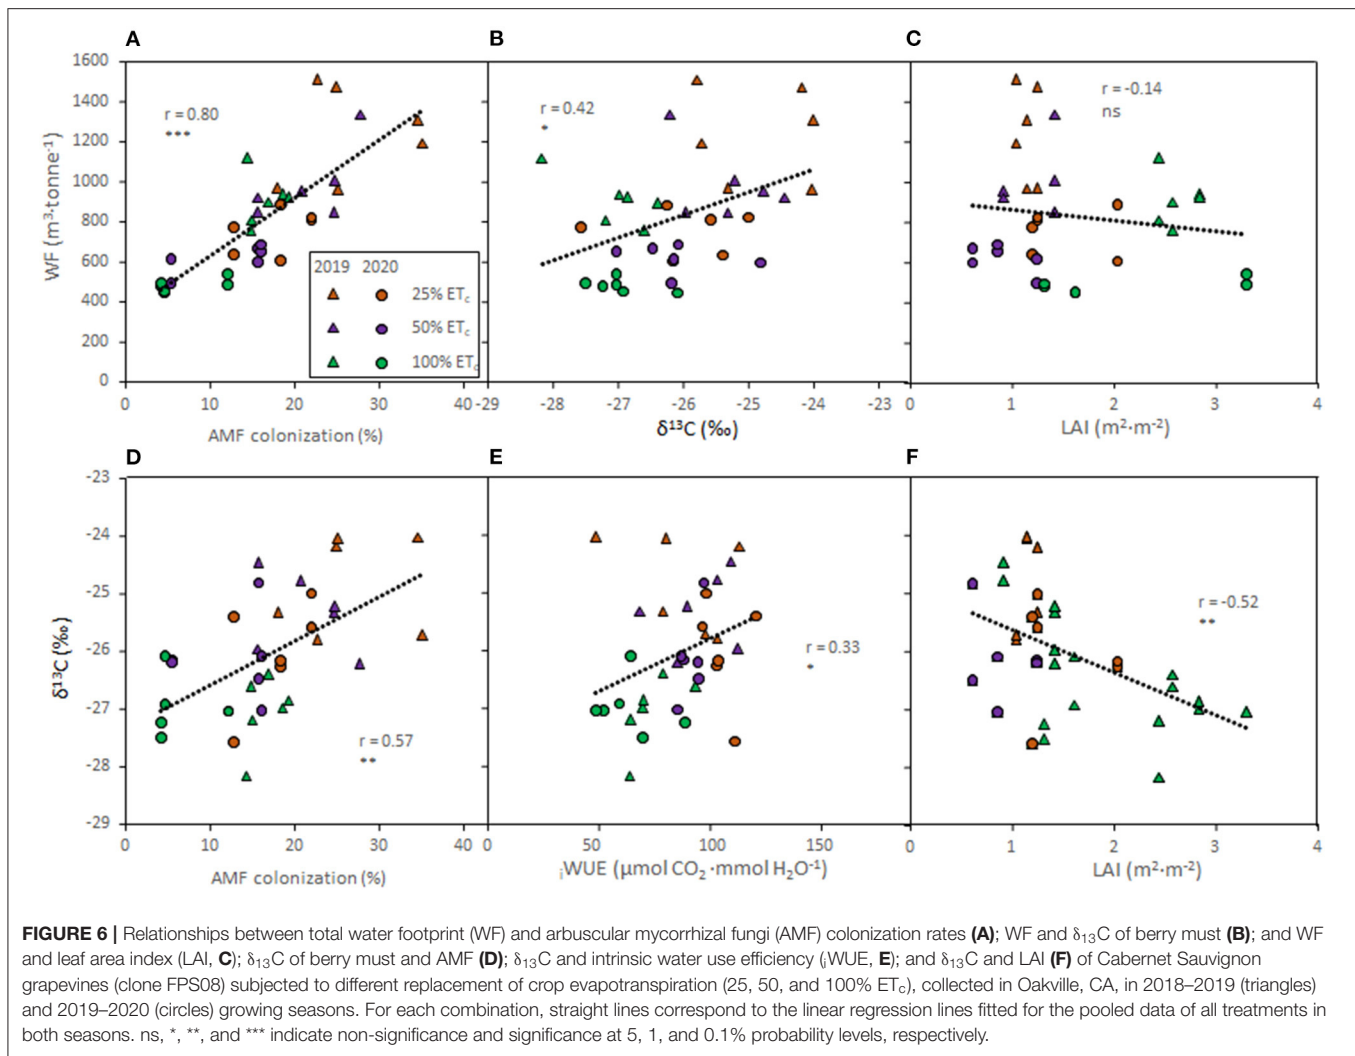 A
B
C
1600
1400
1200
1000
800
600
400
200
0
WF (m³·tonne⁻¹)
r = 0.80
***
2019 2020
25% ETc
50% ETc
100% ETc
0 10 20 30 40
AMF colonization (%)
r = 0.42
*
-29 -28 -27 -26 -25 -24 -23
δ¹³C (‰)
r = -0.14
ns
0 1 2 3 4
LAI (m²·m⁻²)
D
E
F
-23
-24
-25
-26
-27
-28
-29
δ¹³C (‰)
r = 0.57
**
0 10 20 30 40
AMF colonization (%)
r = 0.33
*
0 50 100 150
iWUE (μmol CO₂·mmol H₂O⁻¹)
r = -0.52
**
0 1 2 3 4
LAI (m²·m⁻²)
FIGURE 6 | Relationships between total water footprint (WF) and arbuscular mycorrhizal fungi (AMF) colonization rates (A); WF and δ₁₃C of berry must (B); and WF
and leaf area index (LAI, C); δ₁₃C of berry must and AMF (D); δ₁₃C and intrinsic water use efficiency (iWUE, E); and δ₁₃C and LAI (F) of Cabernet Sauvignon
grapevines (clone FPS08) subjected to different replacement of crop evapotranspiration (25, 50, and 100% ETc), collected in Oakville, CA, in 2018–2019 (triangles)
and 2019–2020 (circles) growing seasons. For each combination, straight lines correspond to the linear regression lines fitted for the pooled data of all treatments in
both seasons. ns, *, **, and *** indicate non-significance and significance at 5, 1, and 0.1% probability levels, respectively.